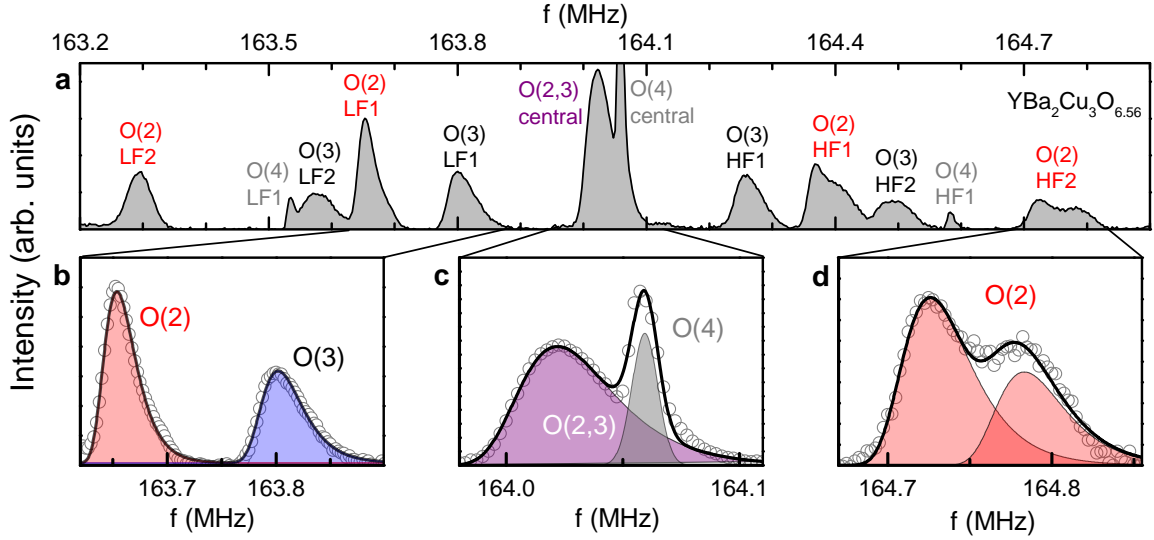 f (MHz)
163.2 163.5 163.8 164.1 164.4 164.7
a
O(2)
LF2
O(4)
LF1
O(3)
LF2
O(2)
LF1
O(3)
LF1
O(2,3)
central
O(4)
central
O(3)
HF1
O(2)
HF1
O(3)
HF2
O(4)
HF1
O(2)
HF2
YBa2Cu3O6.56
Intensity (arb. units)
b
O(2)
O(3)
163.7 163.8
f (MHz)
c
O(4)
O(2,3)
164.0 164.1
f (MHz)
d
O(2)
164.7 164.8
f (MHz)